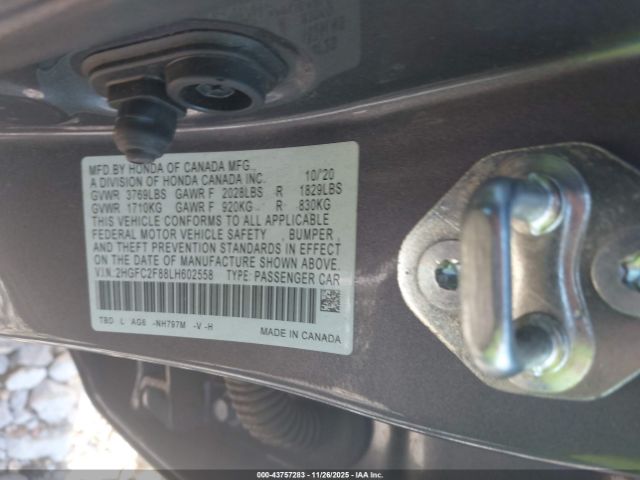 MFD.BY HONDA OF CANADA MFG.,
A DIVISION OF HONDA CANADA INC. 10/20
GVWR 3769LBS GAWR F 2028LBS R 1829LBS
GVWR 1710KG GAWR F 920KG R 830KG
THIS VEHICLE CONFORMS TO ALL APPLICABLE
FEDERAL MOTOR VEHICLE SAFETY , BUMPER ,
AND THEFT PREVENTION STANDARDS IN EFFECT
ON THE DATE OF MANUFACTURE SHOWN ABOVE.
V.I.N.:2HGFC2F88LH602558 TYPE: PASSENGER CAR
TBD L AG6 -NH797M -V-H
MADE IN CANADA
000-43757283 - 11/26/2025 - IAAI.com